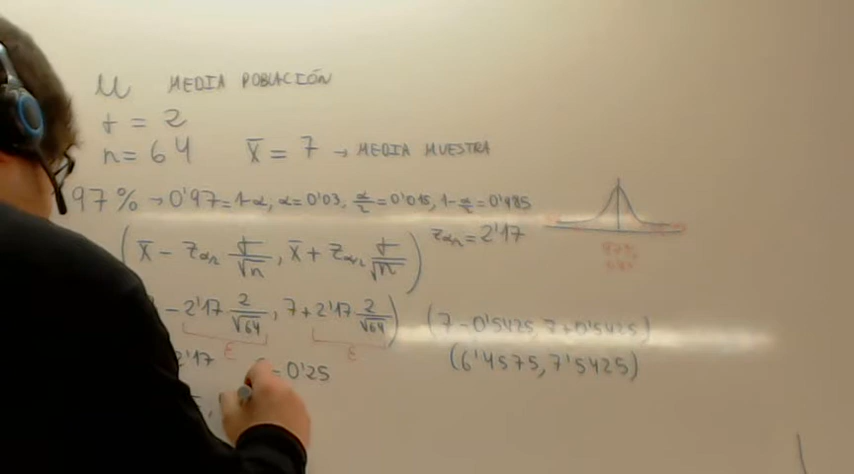 μ MEDIA POBLACIÓN
σ = 2
n = 64 x̄ = 7 → MEDIA MUESTRA
97% → 0'97 = 1-α, α = 0'03, α/2 = 0'015, 1-α/2 = 0'985
(x̄ - z_α/2 σ/√n, x̄ + z_α/2 σ/√n) z_α/2 = 2'17
- 2'17 2/√64, 7 + 2'17 2/√64) (7 - 0'5425, 7 + 0'5425)
ε ε (6'4575, 7'5425)
2'17 = 0'25